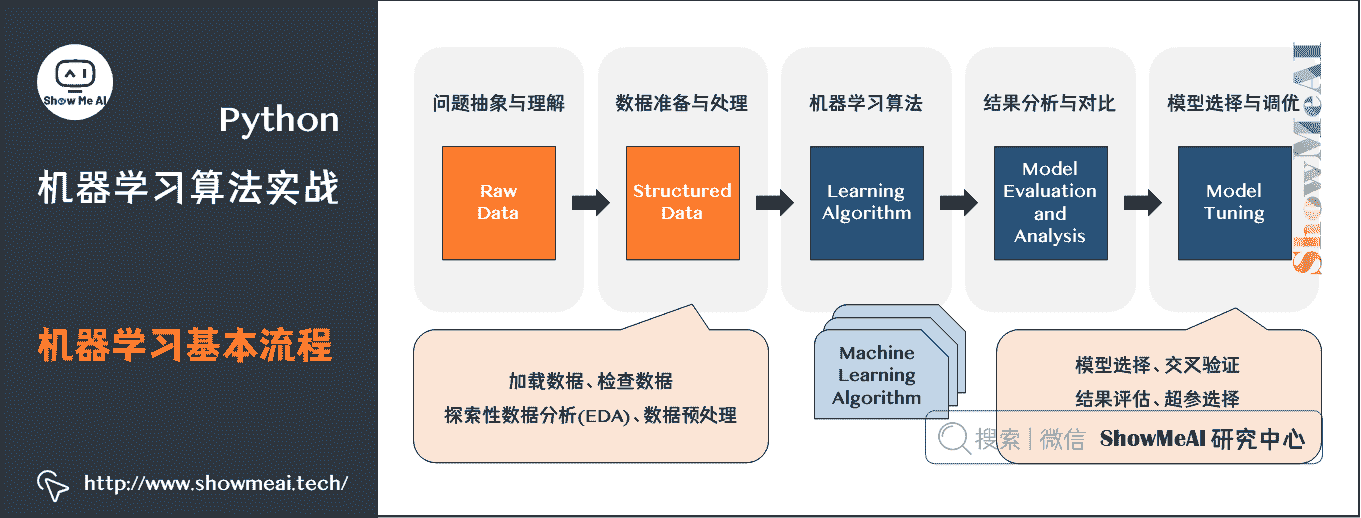 Show Me AI
Python
机器学习算法实战
机器学习基本流程
http://www.showmeai.tech/
问题抽象与理解
Raw
Data
数据准备与处理
Structured
Data
机器学习算法
Learning
Algorithm
结果分析与对比
Model
Evaluation
and
Analysis
模型选择与调优
Model
Tuning
ShowMeAI
加载数据、检查数据
探索性数据分析(EDA)、数据预处理
Machine
Learning
Algorithm
模型选择、交叉验证
结果评估、超参选择
搜索|微信 ShowMeAI 研究中心